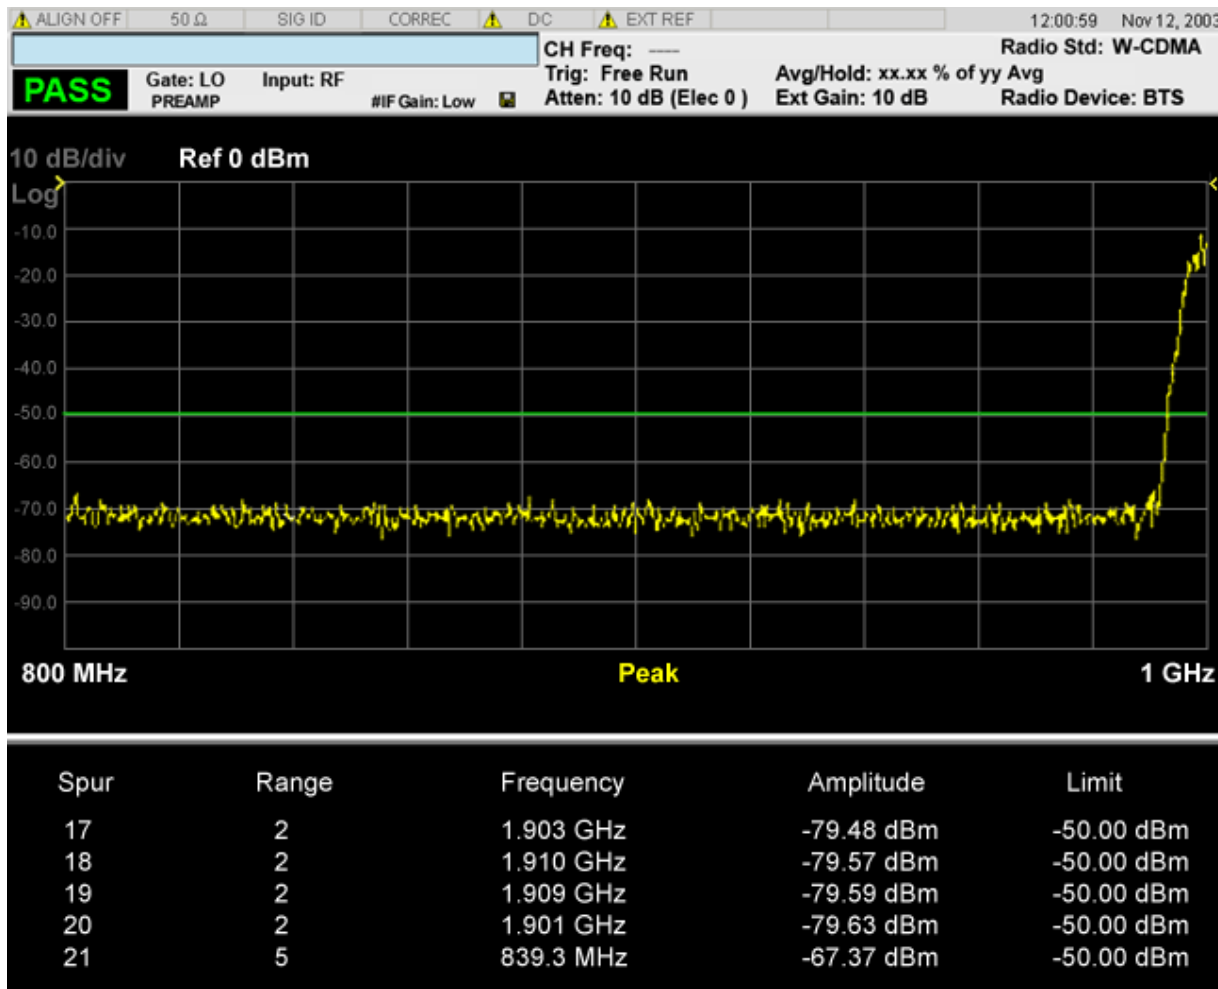 ALIGN OFF 50 Ω SIG ID CORREC DC EXT REF 12:00:59 Nov 12, 2003
CH Freq: ---- Radio Std: W-CDMA
PASS Gate: LO Input: RF Trig: Free Run Avg/Hold: xx.xx % of yy Avg
PREAMP #IF Gain: Low Atten: 10 dB (Elec 0 ) Ext Gain: 10 dB Radio Device: BTS
10 dB/div Ref 0 dBm
Log
-10.0
-20.0
-30.0
-40.0
-50.0
-60.0
-70.0
-80.0
-90.0
800 MHz Peak 1 GHz
Spur Range Frequency Amplitude Limit
17 2 1.903 GHz -79.48 dBm -50.00 dBm
18 2 1.910 GHz -79.57 dBm -50.00 dBm
19 2 1.909 GHz -79.59 dBm -50.00 dBm
20 2 1.901 GHz -79.63 dBm -50.00 dBm
21 5 839.3 MHz -67.37 dBm -50.00 dBm